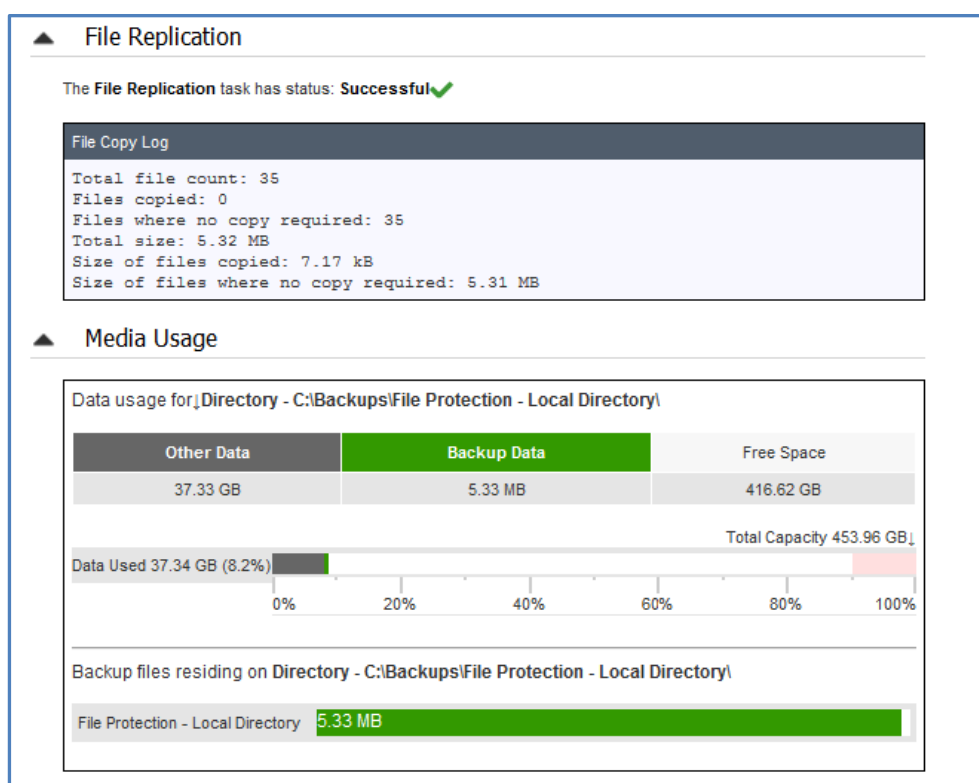 File Replication
The File Replication task has status: Successful
File Copy Log
Total file count: 35
Files copied: 0
Files where no copy required: 35
Total size: 5.32 MB
Size of files copied: 7.17 kB
Size of files where no copy required: 5.31 MB
Media Usage
Data usage for↓Directory - C:\Backups\File Protection - Local Directory\
Other Data Backup Data Free Space
37.33 GB 5.33 MB 416.62 GB
Total Capacity 453.96 GB↓
Data Used 37.34 GB (8.2%)
0% 20% 40% 60% 80% 100%
Backup files residing on Directory - C:\Backups\File Protection - Local Directory\
File Protection - Local Directory 5.33 MB